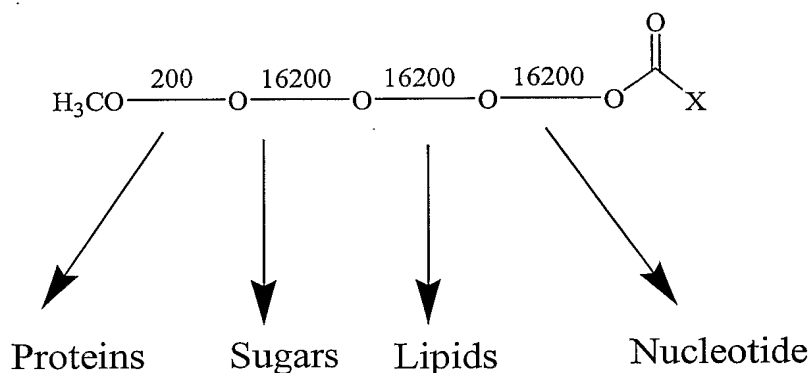 O
200 16200 16200 16200
H₃CO O O O O X
Proteins Sugars Lipids Nucleotide